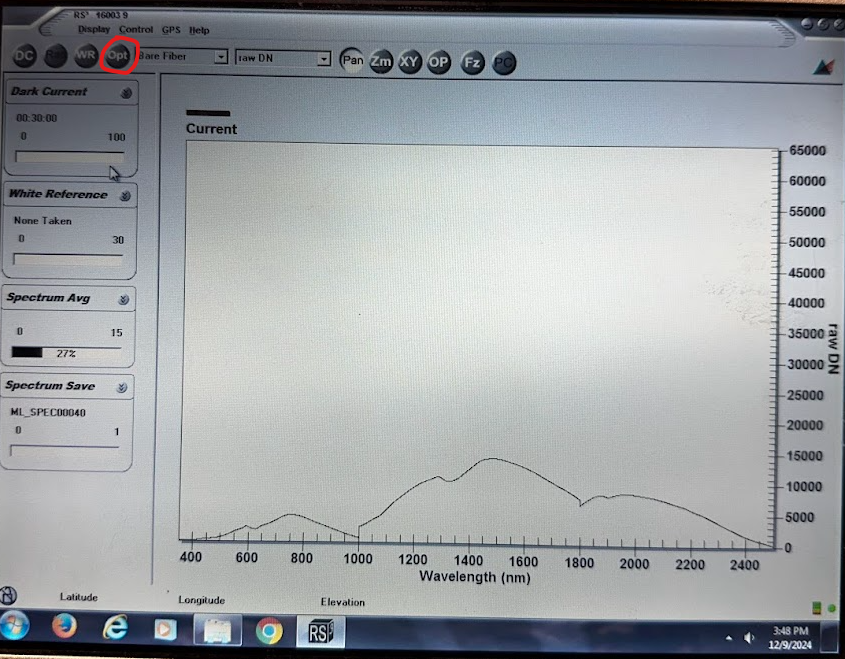 RS³ 16003 9
Display Control GPS Help
DC WR Opt Bare Fiber raw DN Pan Zm XY OP Fz PC
Dark Current
00:30:00
0 100
White Reference
None Taken
0 30
Spectrum Avg
0 15
27%
Spectrum Save
ML_SPEC00040
0 1
Current
65000
60000
55000
50000
45000
40000
35000
30000
25000
20000
15000
10000
5000
0
raw DN
400 600 800 1000 1200 1400 1600 1800 2000 2200 2400
Wavelength (nm)
Latitude Longitude Elevation
RS³
3:48 PM
12/9/2024